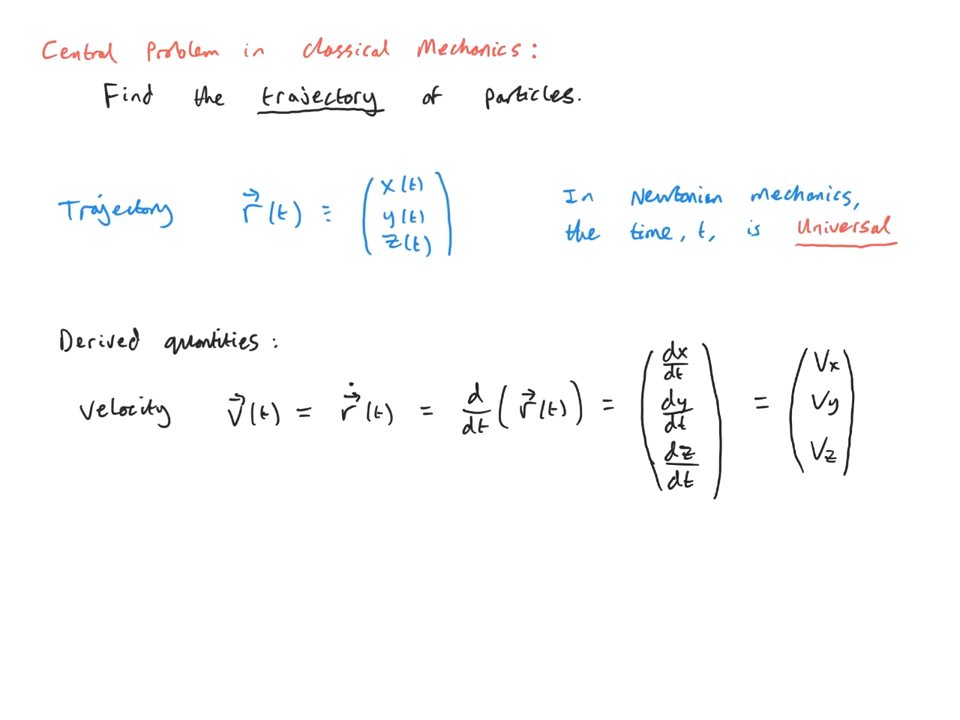 Central Problem in Classical Mechanics:
Find the trajectory of particles.
Trajectory r⃗(t) ≡ (x(t) y(t) z(t))
In Newtonian mechanics,
the time, t, is Universal
Derived quantities:
Velocity v⃗(t) = ṙ⃗(t) = d/dt (r⃗(t)) = (dx/dt dy/dt dz/dt) = (Vx Vy Vz)